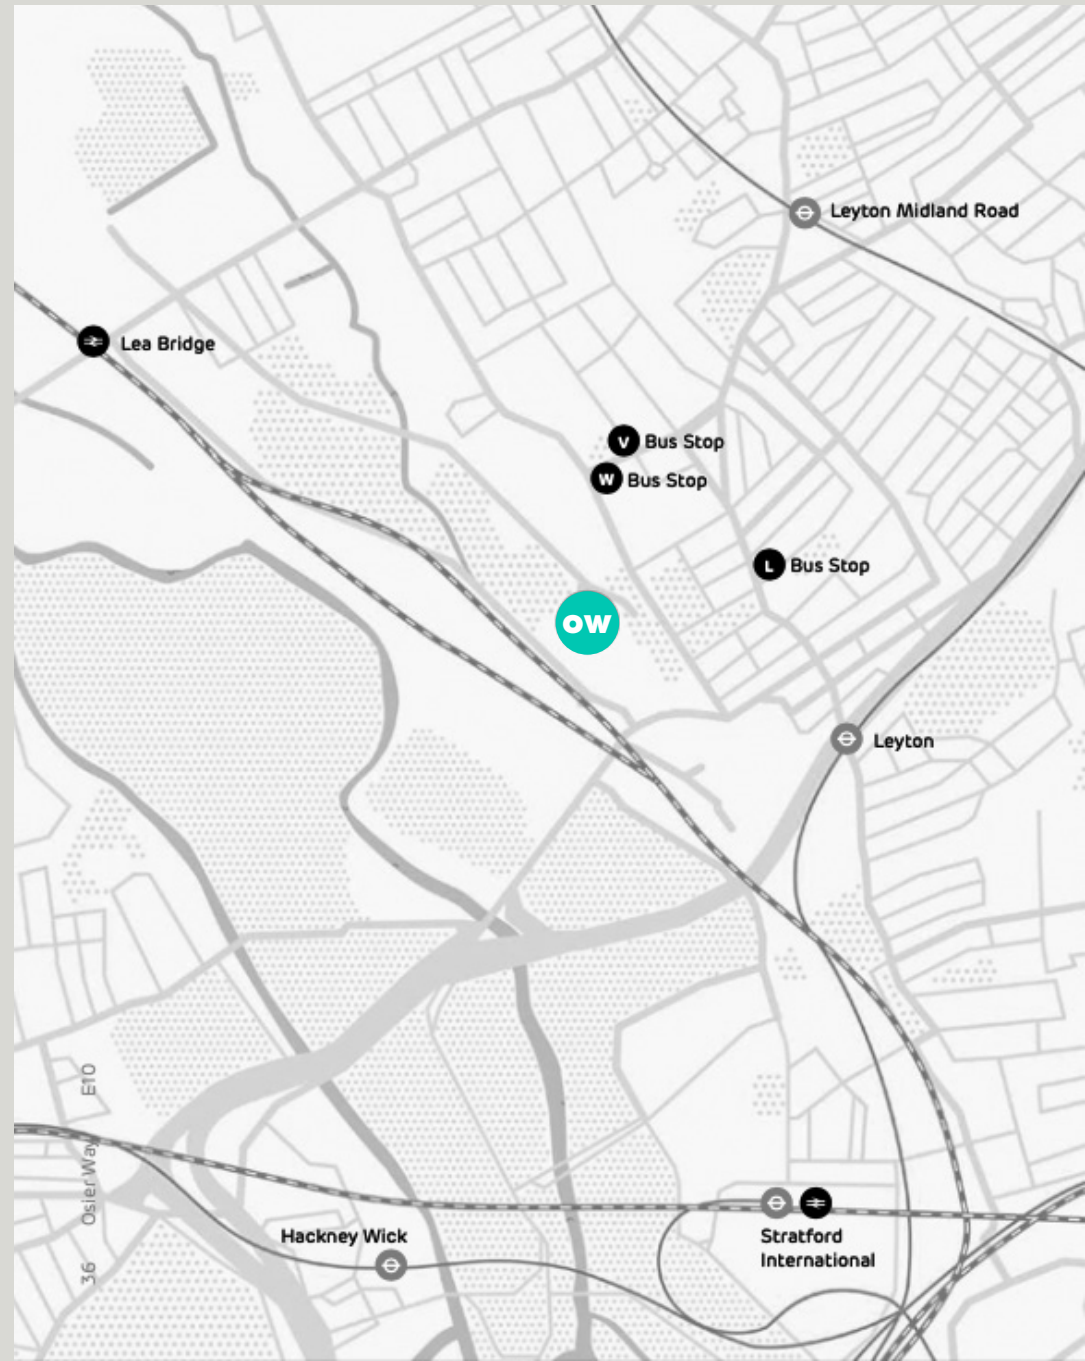 Leyton Midland Road
Lea Bridge
V Bus Stop
W Bus Stop
L Bus Stop
OW
Leyton
36 Osier Way E10
Hackney Wick
Stratford
International